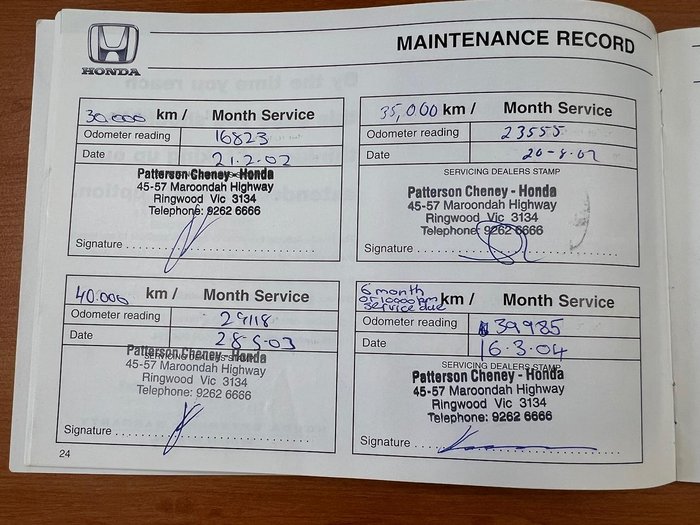 HONDA
MAINTENANCE RECORD
30.000 km / Month Service
Odometer reading 16823
Date 21.2.02
Patterson Cheney - Honda
45-57 Maroondah Highway
Ringwood Vic 3134
Telephone: 9262 6666
Signature
35,000 km / Month Service
Odometer reading 23555
Date 20-8.02
SERVICING DEALERS STAMP
Patterson Cheney - Honda
45-57 Maroondah Highway
Ringwood Vic 3134
Telephone: 9262 6666
Signature
40.000 km / Month Service
Odometer reading 29118
Date
SERVICING DEALERS STAMP
Patterson Cheney - Honda
45-57 Maroondah Highway
Ringwood Vic 3134
Telephone: 9262 6666
Signature
6 month
or 10000 km
service due km / Month Service
Odometer reading 39985
Date 16.3.04
SERVICING DEALERS STAMP
Patterson Cheney - Honda
45-57 Maroondah Highway
Ringwood Vic 3134
Telephone: 9262 6666
Signature
24